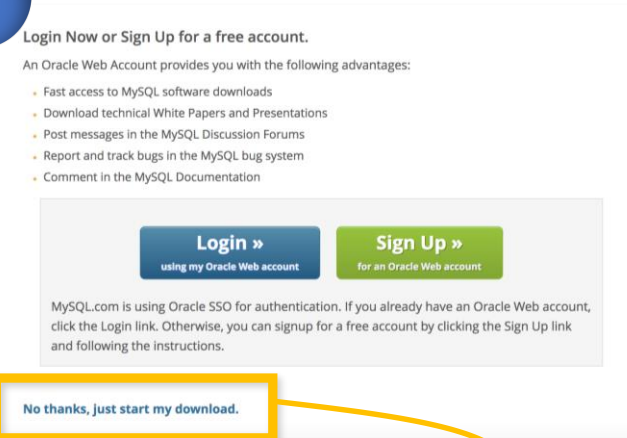 Login Now or Sign Up for a free account.
An Oracle Web Account provides you with the following advantages:
Fast access to MySQL software downloads
Download technical White Papers and Presentations
Post messages in the MySQL Discussion Forums
Report and track bugs in the MySQL bug system
Comment in the MySQL Documentation
Login »
using my Oracle Web account
Sign Up »
for an Oracle Web account
MySQL.com is using Oracle SSO for authentication. If you already have an Oracle Web account,
click the Login link. Otherwise, you can signup for a free account by clicking the Sign Up link
and following the instructions.
No thanks, just start my download.